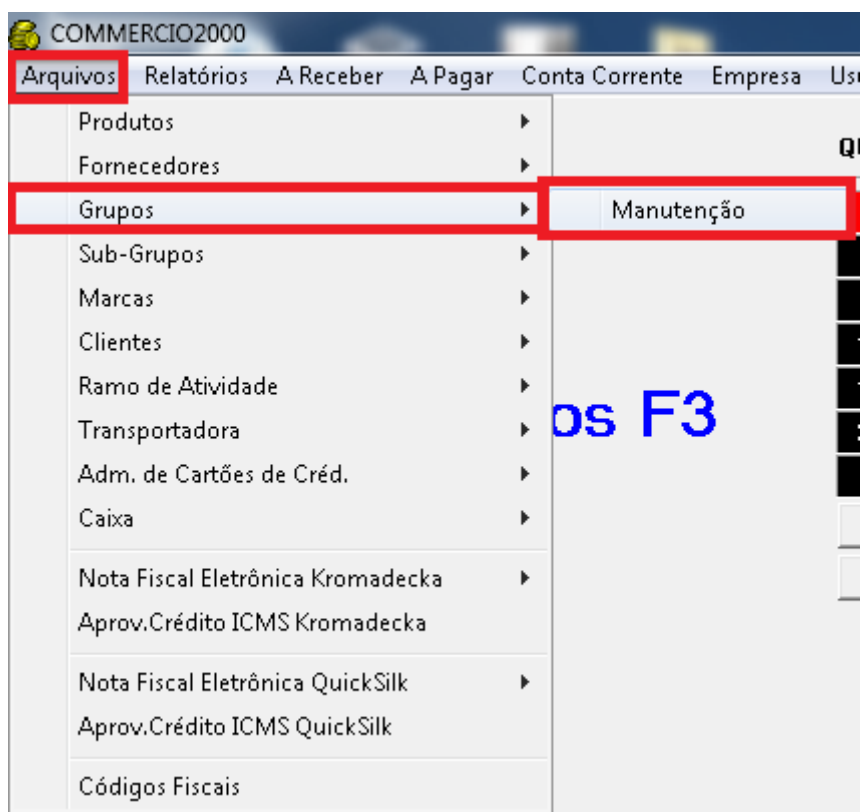 COMMERCIO2000
Arquivos Relatórios A Receber A Pagar Conta Corrente Empresa
Produtos
Fornecedores
Grupos Manutenção
Sub-Grupos
Marcas
Clientes
Ramo de Atividade
Transportadora
os F3
Adm. de Cartões de Créd.
Caixa
Nota Fiscal Eletrônica Kromadecka
Aprov.Crédito ICMS Kromadecka
Nota Fiscal Eletrônica QuickSilk
Aprov.Crédito ICMS QuickSilk
Códigos Fiscais